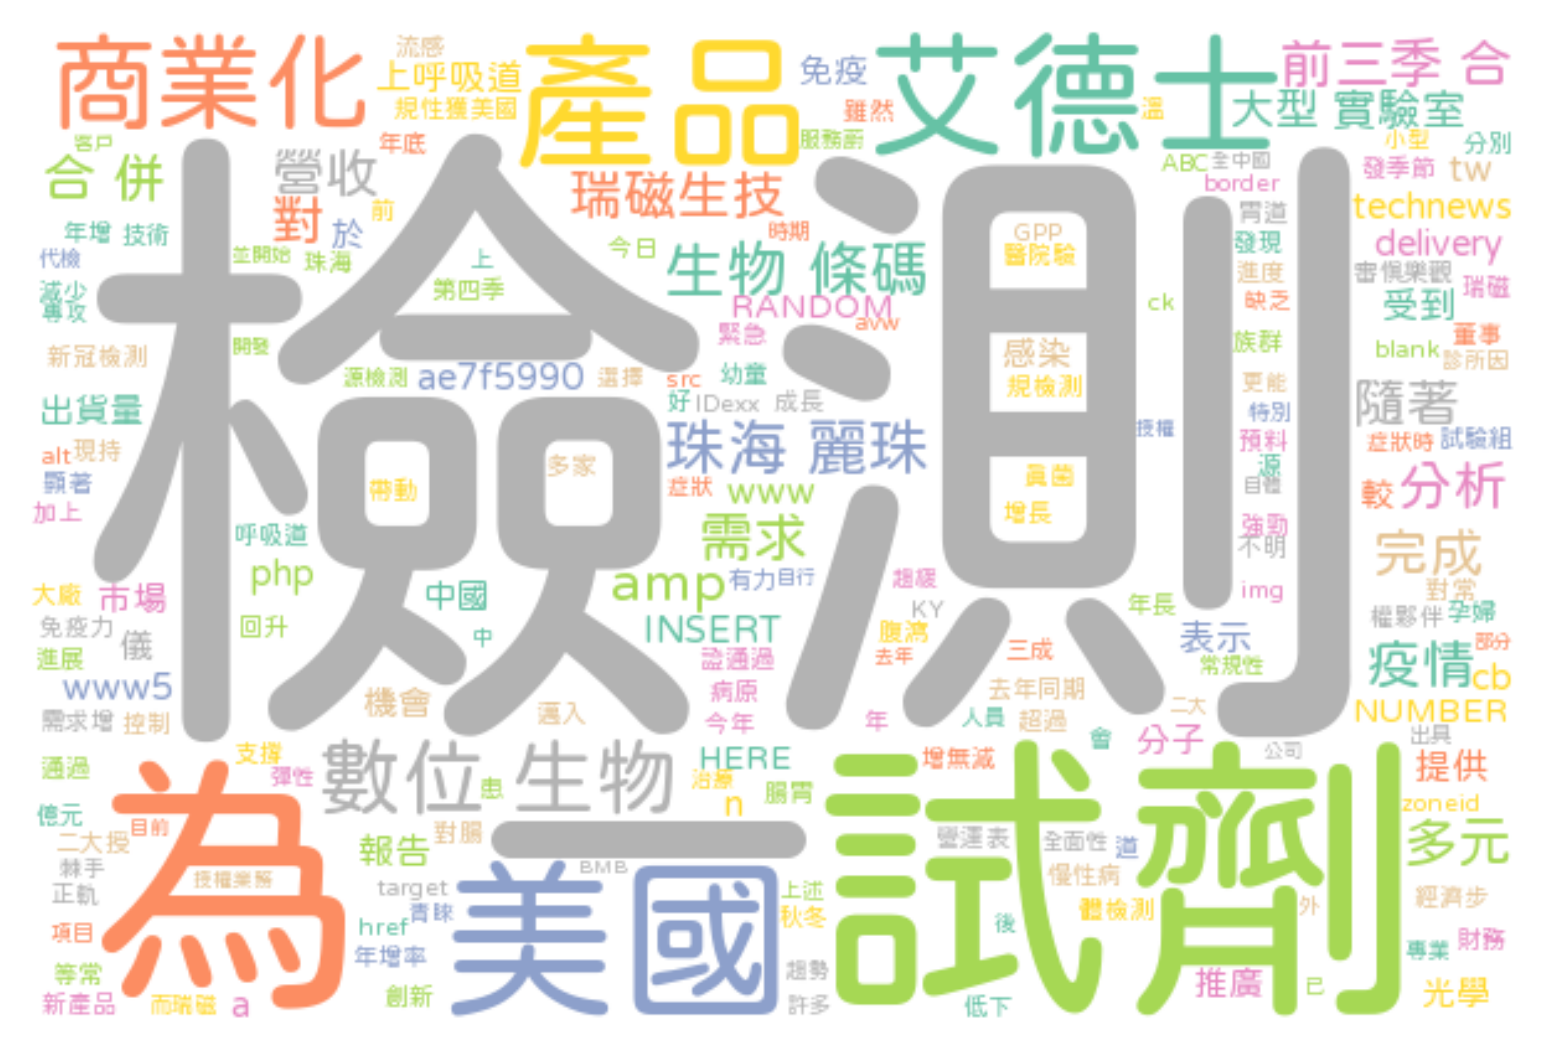 商業化
流感
上呼吸道
規性獲美國
產品
免疫
雖然
服務
艾德士
溫
前三季 合
大型 實驗室
小型
分別
客戶
年底
合 併
營收
瑞磁生技
ABC
全中國
border
發季節
tw
technews
對
於
前
年增
技術
代檢
並開始
珠海
上
第四季
今日
時期
生物 條碼
GPP
醫院驗
胃道
發現
進度
delivery
審慎樂觀
減少
專攻
RANDOM
緊急
avw
ck
缺乏
受到
瑞磁
董事
新冠檢測
開發
源檢測
ae7f5990
選擇
src
幼童
感染
規檢測
族群
blank
診所因
更能
好
IDexx
成長
出貨量
特別
隨著
檢測
珠海 麗珠
授權
預料
症狀時
試驗組
alt
現持
顯著
帶動
多家
症狀
www
真菌
源
自體
較
分析
加上
增長
強勁
不明
呼吸道
需求
完成
php
amp
有力
目行
趨緩
img
對常
大廠
市場
中國
KY
年長
權夥伴
孕婦
免疫力
儀
回升
中
INSERT
腹瀉
表示
部分
進展
盜通過
去年
三成
常規性
疫情
www5
病原
去年同期
cb
需求增
控制
機會
邁入
今年
年
人員
超過
二大
NUMBER
一
數位 生物
HERE
會
分子
出具
通過
支撐
彈性
患
治療
增無減
公司
提供
n
腸胃
zoneid
億元
為
試劑
二大授
目前
報告
對腸
營運表
全面性
道
多元
棘手
授權業務
BMB
慢性病
正軌
target
美國
上述
經濟步
青睞
秋冬
體檢測
外
項目
href
後
年增率
專業
財務
等常
趨勢
推廣
已
新產品
而瑞磁
a
創新
許多
低下
光學